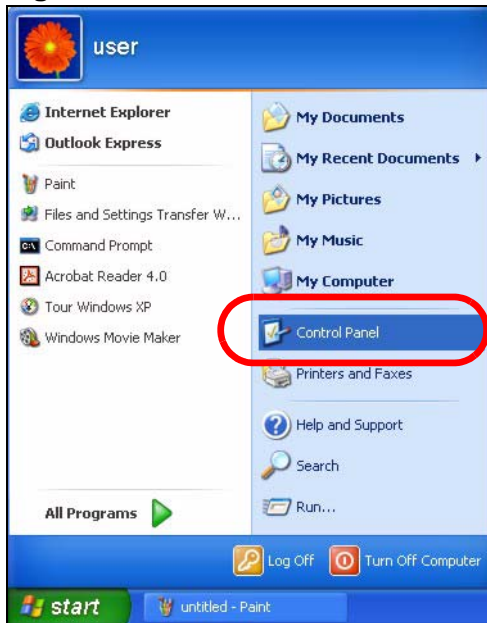 user
Internet Explorer
Outlook Express
Paint
Files and Settings Transfer W...
Command Prompt
Acrobat Reader 4.0
Tour Windows XP
Windows Movie Maker
All Programs
My Documents
My Recent Documents
My Pictures
My Music
My Computer
Control Panel
Printers and Faxes
Help and Support
Search
Run...
Log Off
Turn Off Computer
start
untitled - Paint